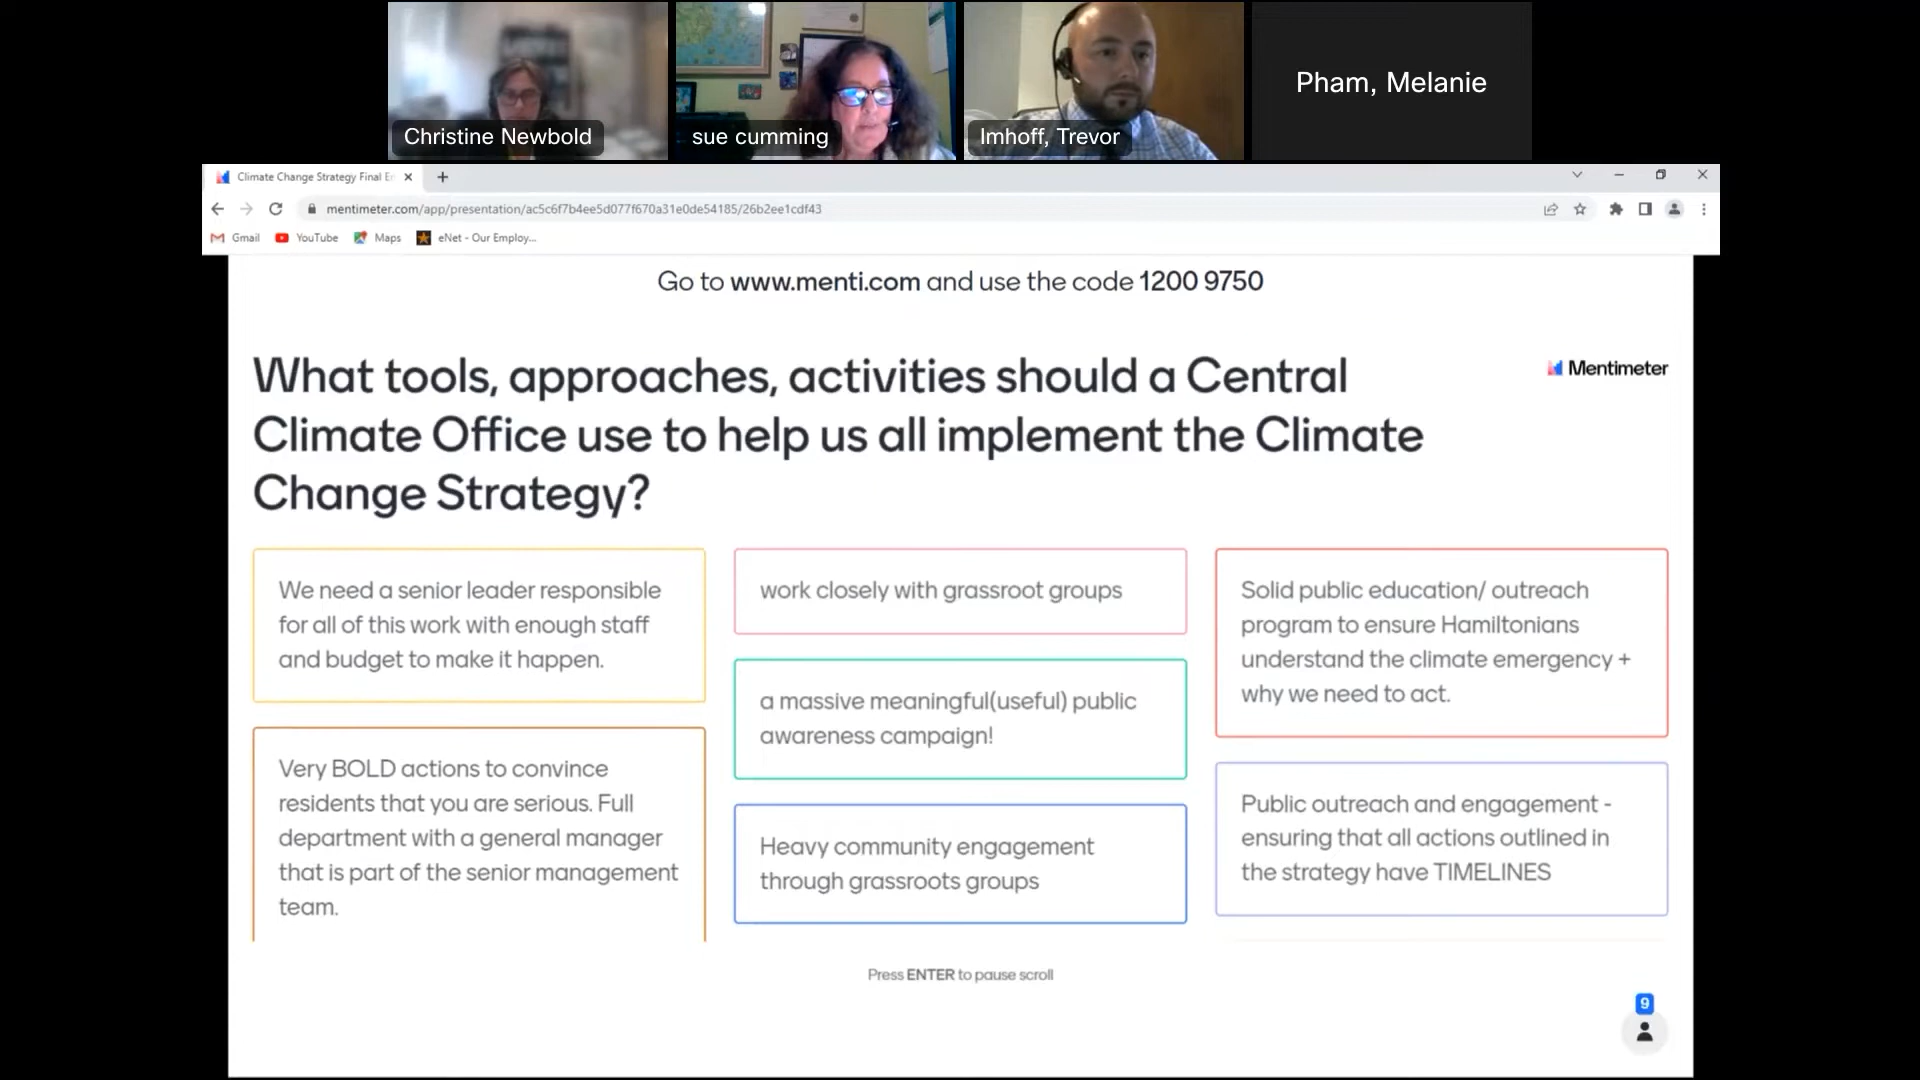 Christine Newbold
sue cumming
Imhoff, Trevor
Pham, Melanie
Climate Change Strategy Final E
mentimeter.com/app/presentation/ac5c6f7b4ee5d077f670a31e0de54185/26b2ee1cdf43
Gmail
YouTube
Maps
eNet - Our Employ...
Go to www.menti.com and use the code 1200 9750
What tools, approaches, activities should a Central
Climate Office use to help us all implement the Climate
Change Strategy?
Mentimeter
We need a senior leader responsible
for all of this work with enough staff
and budget to make it happen.
Very BOLD actions to convince
residents that you are serious. Full
department with a general manager
that is part of the senior management
team.
work closely with grassroot groups
a massive meaningful(useful) public
awareness campaign!
Heavy community engagement
through grassroots groups
Solid public education/ outreach
program to ensure Hamiltonians
understand the climate emergency +
why we need to act.
Public outreach and engagement -
ensuring that all actions outlined in
the strategy have TIMELINES
Press ENTER to pause scroll
9